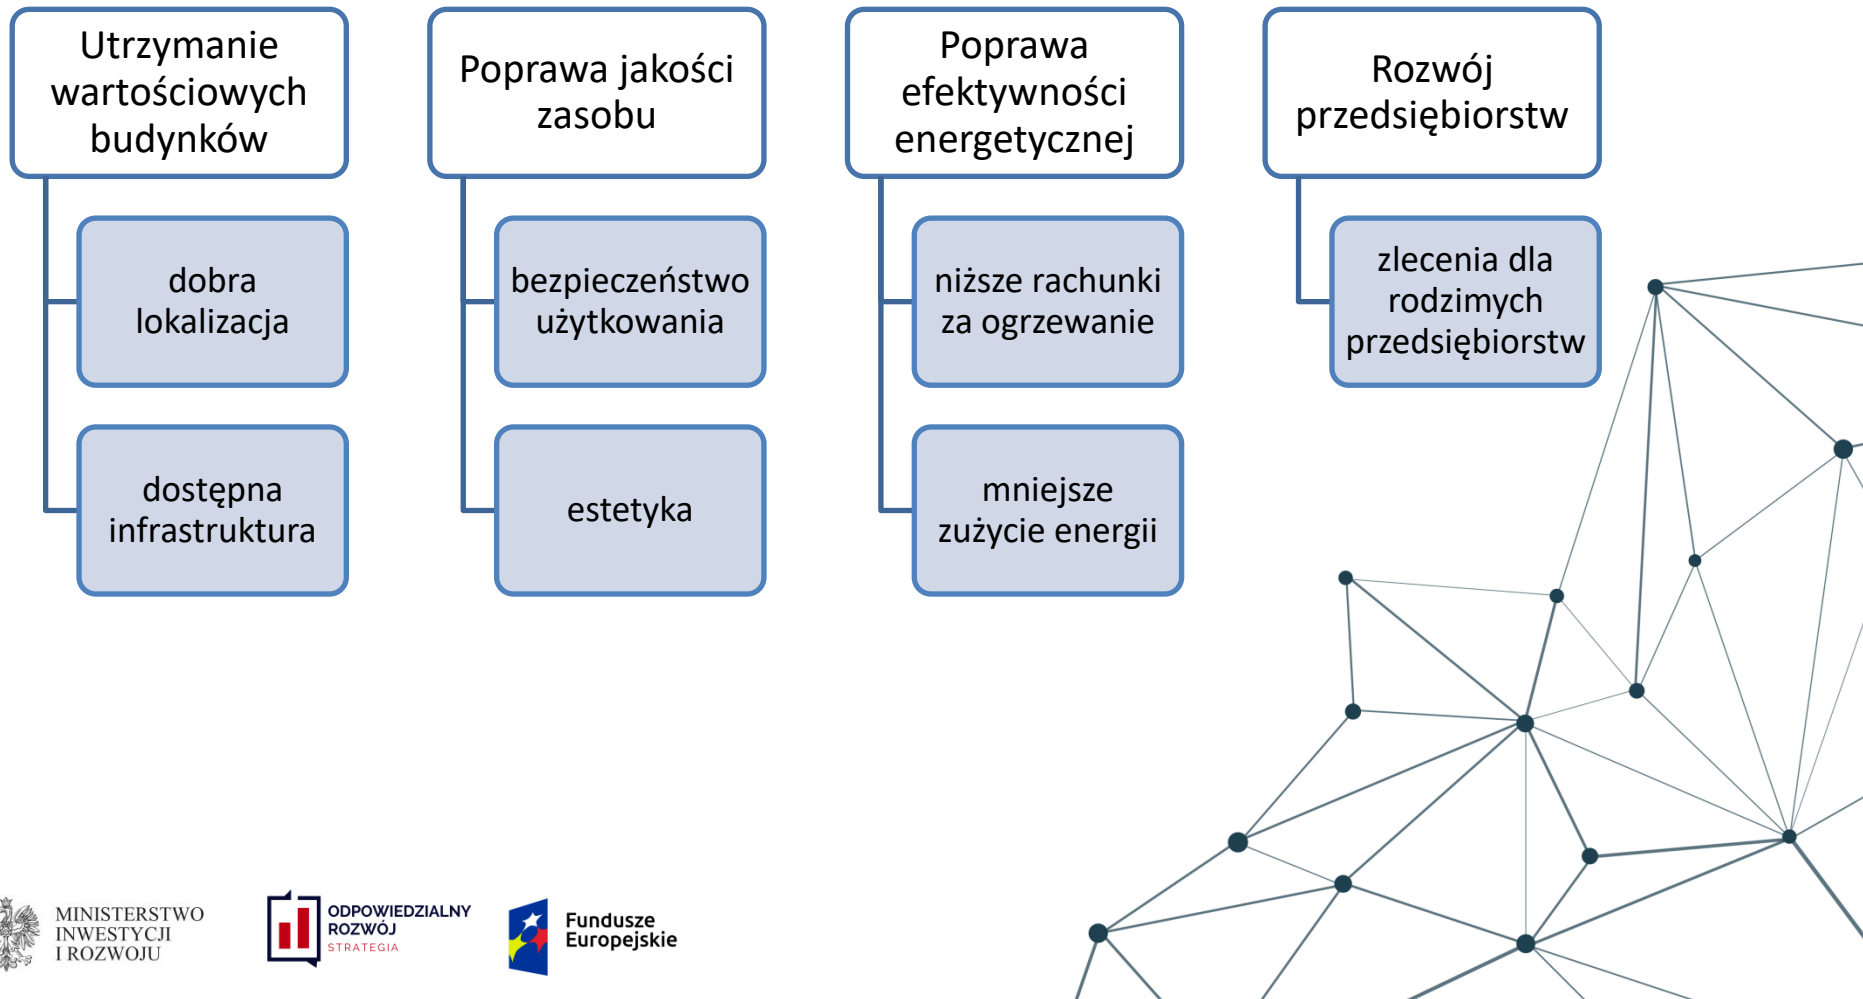 Utrzymanie
wartościowych
budynków
dobra
lokalizacja
dostępna
infrastruktura
Poprawa jakości
zasobu
bezpieczeństwo
użytkowania
estetyka
Poprawa
efektywności
energetycznej
niższe rachunki
za ogrzewanie
mniejsze
zużycie energii
Rozwój
przedsiębiorstw
zlecenia dla
rodzimych
przedsiębiorstw
MINISTERSTWO
INWESTYCJI
I ROZWOJU
ODPOWIEDZIALNY
ROZWÓJ
STRATEGIA
Fundusze
Europejskie